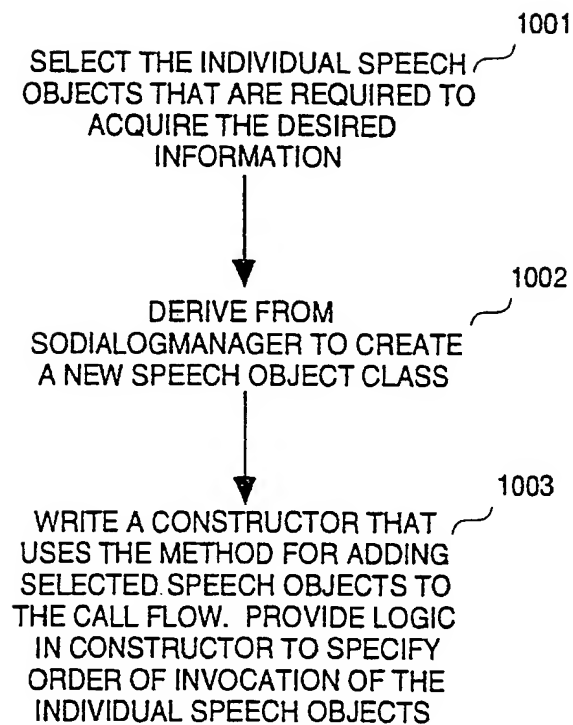 1001
SELECT THE INDIVIDUAL SPEECH
OBJECTS THAT ARE REQUIRED TO
ACQUIRE THE DESIRED
INFORMATION
1002
DERIVE FROM
SODIALOGMANAGER TO CREATE
A NEW SPEECH OBJECT CLASS
1003
WRITE A CONSTRUCTOR THAT
USES THE METHOD FOR ADDING
SELECTED SPEECH OBJECTS TO
THE CALL FLOW. PROVIDE LOGIC
IN CONSTRUCTOR TO SPECIFY
ORDER OF INVOCATION OF THE
INDIVIDUAL SPEECH OBJECTS